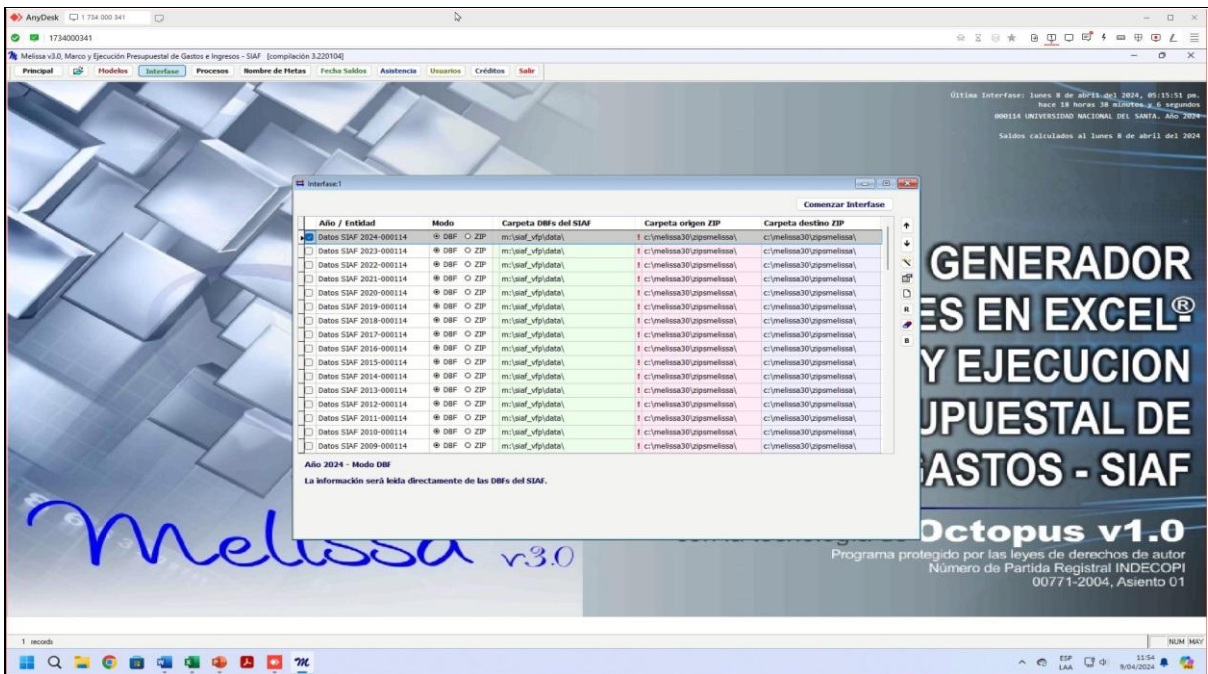 AnyDesk 1 734 000 341
1734000341
Melissa v3.0, Marco y Ejecución Presupuestal de Gastos e Ingresos - SIAF [compilación 3.220104]
Principal Modelos Interfase Procesos Nombre de Metas Fecha Saldos Asistencia Usuarios Créditos Salir
Última Interfase: lunes 8 de abril del 2024, 05:15:51 pm.
hace 18 horas 38 minutos y 6 segundos
000114 UNIVERSIDAD NACIONAL DEL SANTA. Año 2024
Saldos calculados al lunes 8 de abril del 2024
Interfase:1
Comenzar Interfase
Año / Entidad Modo Carpeta DBFs del SIAF Carpeta origen ZIP Carpeta destino ZIP
Datos SIAF 2024-000114 DBF ZIP m:\siaf_vfp\data\ ! c:\melissa30\zipsmelissa\ c:\melissa30\zipsmelissa\
Datos SIAF 2023-000114 DBF ZIP m:\siaf_vfp\data\ ! c:\melissa30\zipsmelissa\ c:\melissa30\zipsmelissa\
Datos SIAF 2022-000114 DBF ZIP m:\siaf_vfp\data\ ! c:\melissa30\zipsmelissa\ c:\melissa30\zipsmelissa\
Datos SIAF 2021-000114 DBF ZIP m:\siaf_vfp\data\ ! c:\melissa30\zipsmelissa\ c:\melissa30\zipsmelissa\
Datos SIAF 2020-000114 DBF ZIP m:\siaf_vfp\data\ ! c:\melissa30\zipsmelissa\ c:\melissa30\zipsmelissa\
Datos SIAF 2019-000114 DBF ZIP m:\siaf_vfp\data\ ! c:\melissa30\zipsmelissa\ c:\melissa30\zipsmelissa\
Datos SIAF 2018-000114 DBF ZIP m:\siaf_vfp\data\ ! c:\melissa30\zipsmelissa\ c:\melissa30\zipsmelissa\
Datos SIAF 2017-000114 DBF ZIP m:\siaf_vfp\data\ ! c:\melissa30\zipsmelissa\ c:\melissa30\zipsmelissa\
Datos SIAF 2016-000114 DBF ZIP m:\siaf_vfp\data\ ! c:\melissa30\zipsmelissa\ c:\melissa30\zipsmelissa\
Datos SIAF 2015-000114 DBF ZIP m:\siaf_vfp\data\ ! c:\melissa30\zipsmelissa\ c:\melissa30\zipsmelissa\
Datos SIAF 2014-000114 DBF ZIP m:\siaf_vfp\data\ ! c:\melissa30\zipsmelissa\ c:\melissa30\zipsmelissa\
Datos SIAF 2013-000114 DBF ZIP m:\siaf_vfp\data\ ! c:\melissa30\zipsmelissa\ c:\melissa30\zipsmelissa\
Datos SIAF 2012-000114 DBF ZIP m:\siaf_vfp\data\ ! c:\melissa30\zipsmelissa\ c:\melissa30\zipsmelissa\
Datos SIAF 2011-000114 DBF ZIP m:\siaf_vfp\data\ ! c:\melissa30\zipsmelissa\ c:\melissa30\zipsmelissa\
Datos SIAF 2010-000114 DBF ZIP m:\siaf_vfp\data\ ! c:\melissa30\zipsmelissa\ c:\melissa30\zipsmelissa\
Datos SIAF 2009-000114 DBF ZIP m:\siaf_vfp\data\ ! c:\melissa30\zipsmelissa\ c:\melissa30\zipsmelissa\
R
B
Año 2024 - Modo DBF
La información será leída directamente de las DBFs del SIAF.
GENERADOR
ES EN EXCEL®
Y EJECUCION
UPUESTAL DE
GASTOS - SIAF
Melissa v3.0
Octopus v1.0
Programa protegido por las leyes de derechos de autor
Número de Partida Registral INDECOPI
00771-2004, Asiento 01
1 records NUM MAY
ESP
LAA
11:54
9/04/2024